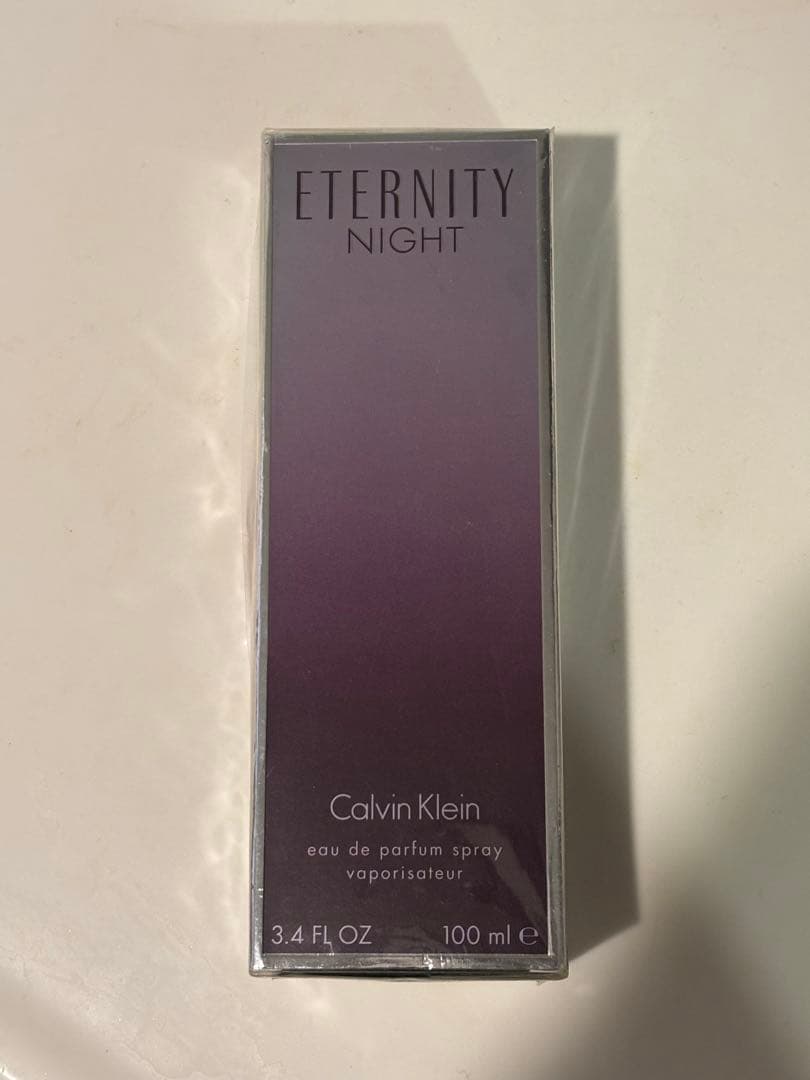 ETERNITY
NIGHT
Calvin Klein
eau de parfum spray
vaporisateur
3.4 FL OZ 100 ml ℮